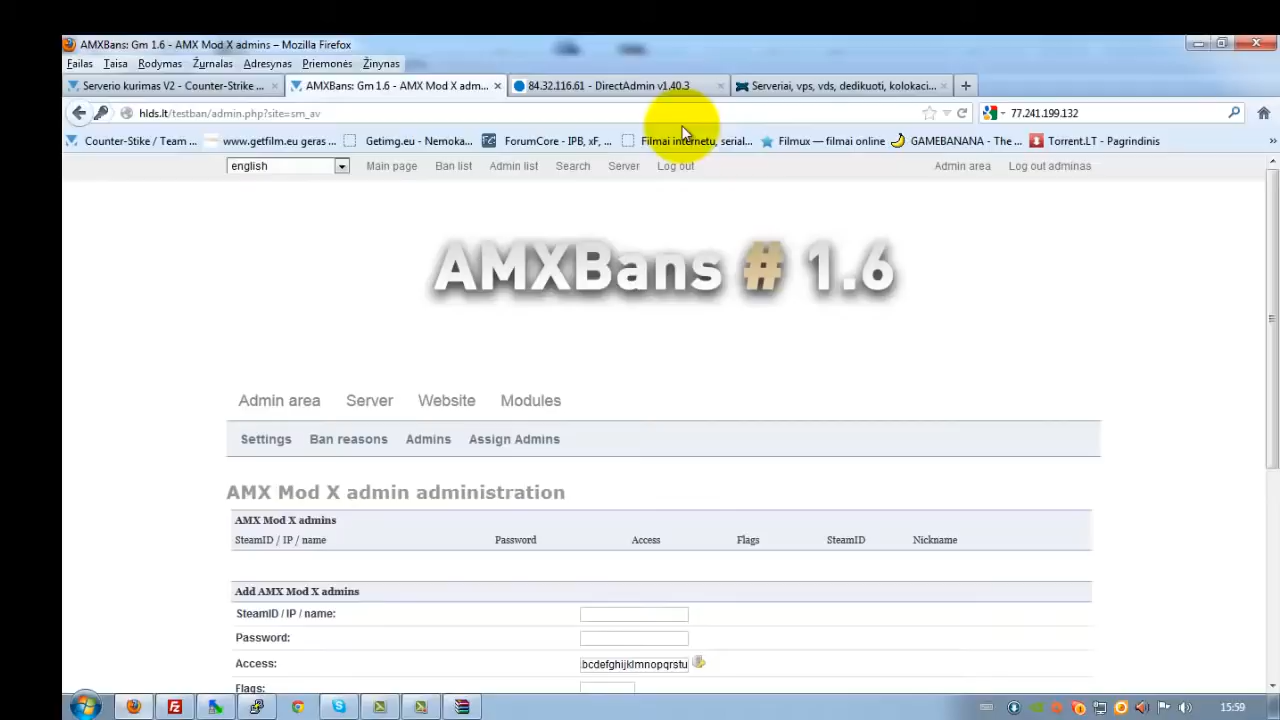 AMXBans: Gm 1.6 - AMX Mod X admins – Mozilla Firefox
Failas Taisa Rodymas Žurnalas Adresynas Priemonės Žinynas
Serverio kurimas V2 - Counter-Strike ... AMXBans: Gm 1.6 - AMX Mod X adm... 84.32.116.61 - DirectAdmin v1.40.3 Serveriai, vps, vds, dedikuoti, kolokaci...
hlds.lt/testban/admin.php?site=sm_av 77.241.199.132
Counter-Stike / Team ... www.getfilm.eu geras ... Getimg.eu - Nemoka... ForumCore - IPB, xF, ... Filmai internetu, serial... Filmux — filmai online GAMEBANANA - The ... Torrent.LT - Pagrindinis »
english Main page Ban list Admin list Search Server Log out Admin area Log out adminas
AMXBans # 1.6
Admin area Server Website Modules
Settings Ban reasons Admins Assign Admins
AMX Mod X admin administration
AMX Mod X admins
SteamID / IP / name Password Access Flags SteamID Nickname
Add AMX Mod X admins
SteamID / IP / name:
Password:
Access: bcdefghijklmnopqrstu
Flags:
15:59